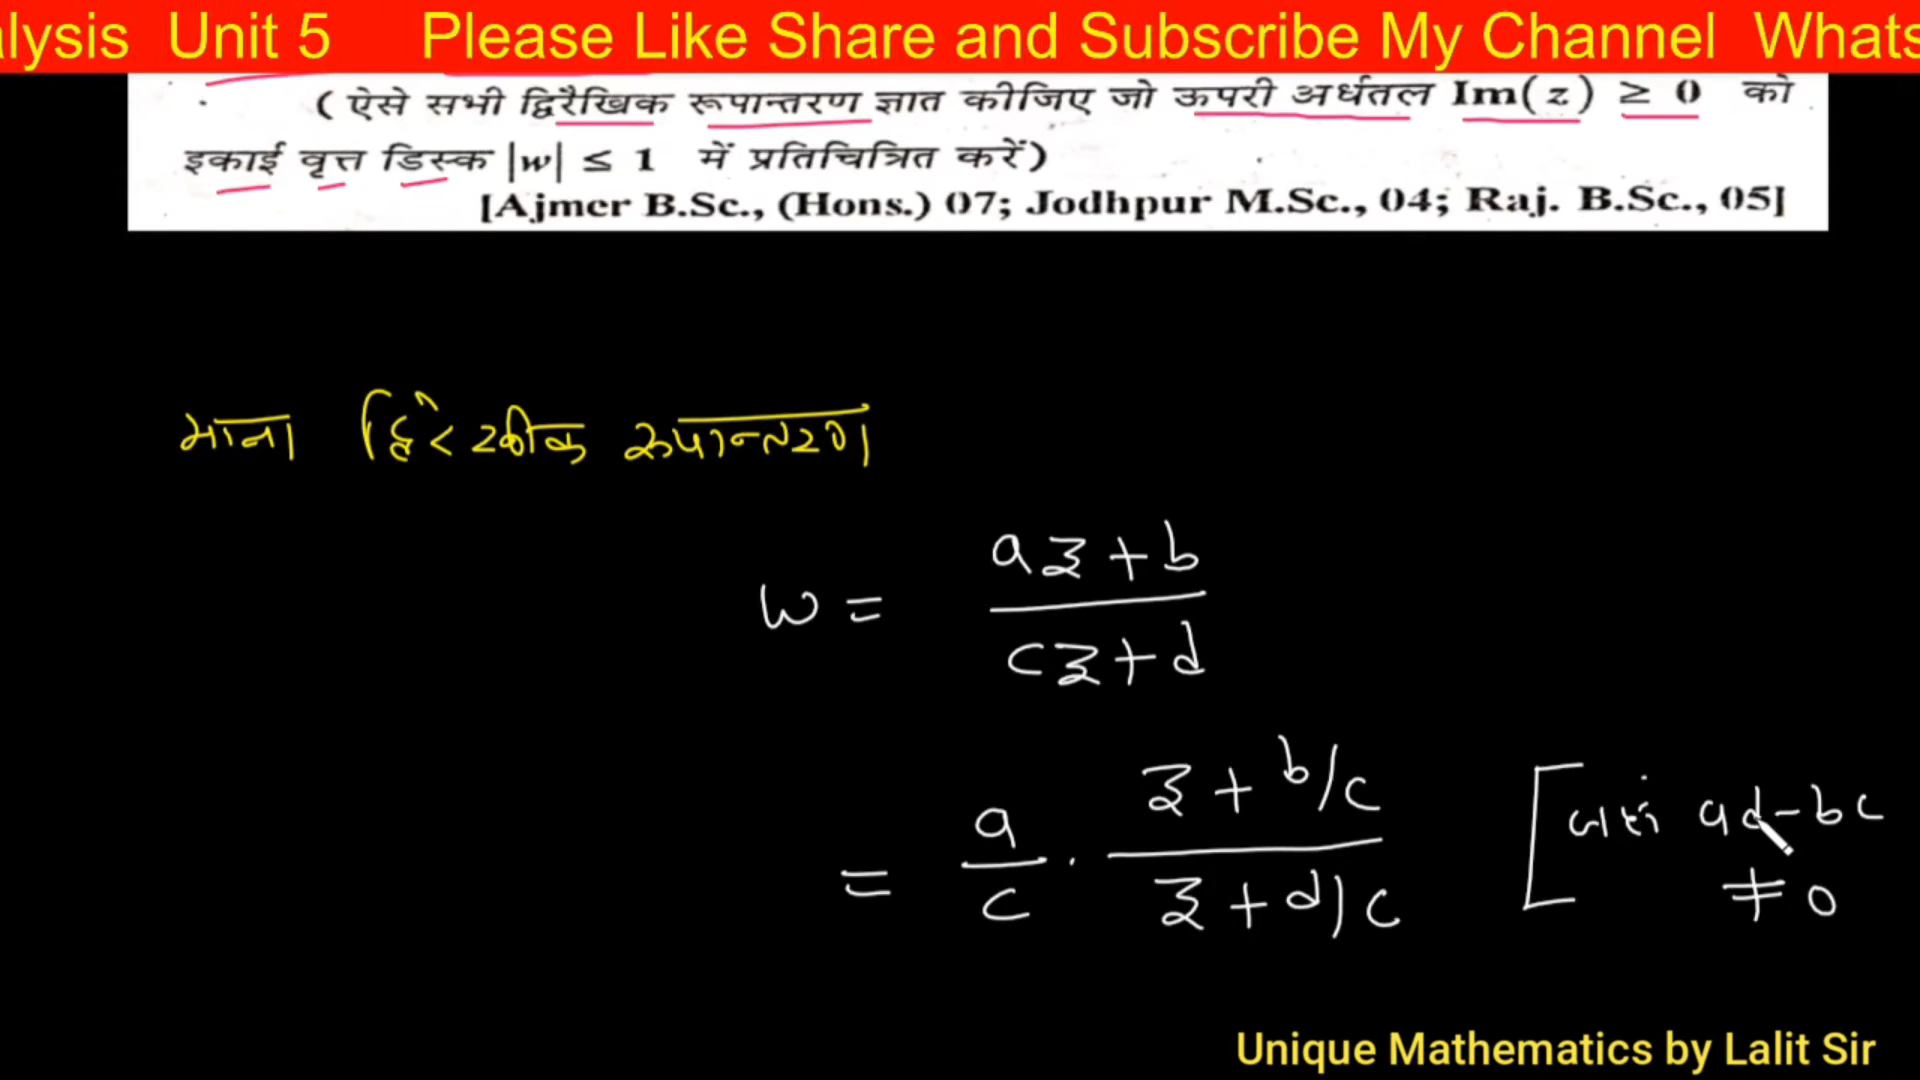 lysis Unit 5 Please Like Share and Subscribe My Channel Whats
( ऐसे सभी द्विरैखिक रूपान्तरण ज्ञात कीजिए जो ऊपरी अर्धतल Im(z) ≥ 0 को
इकाई वृत्त डिस्क |w| ≤ 1 में प्रतिचित्रित करें)
[Ajmer B.Sc., (Hons.) 07; Jodhpur M.Sc., 04; Raj. B.Sc., 05]
माना रूपान्तरण
w = (az + b)/(cz + d)
= a/c · (z + b/c)/(z + d/c) [जहाँ ad - bc
≠ 0
Unique Mathematics by Lalit Sir